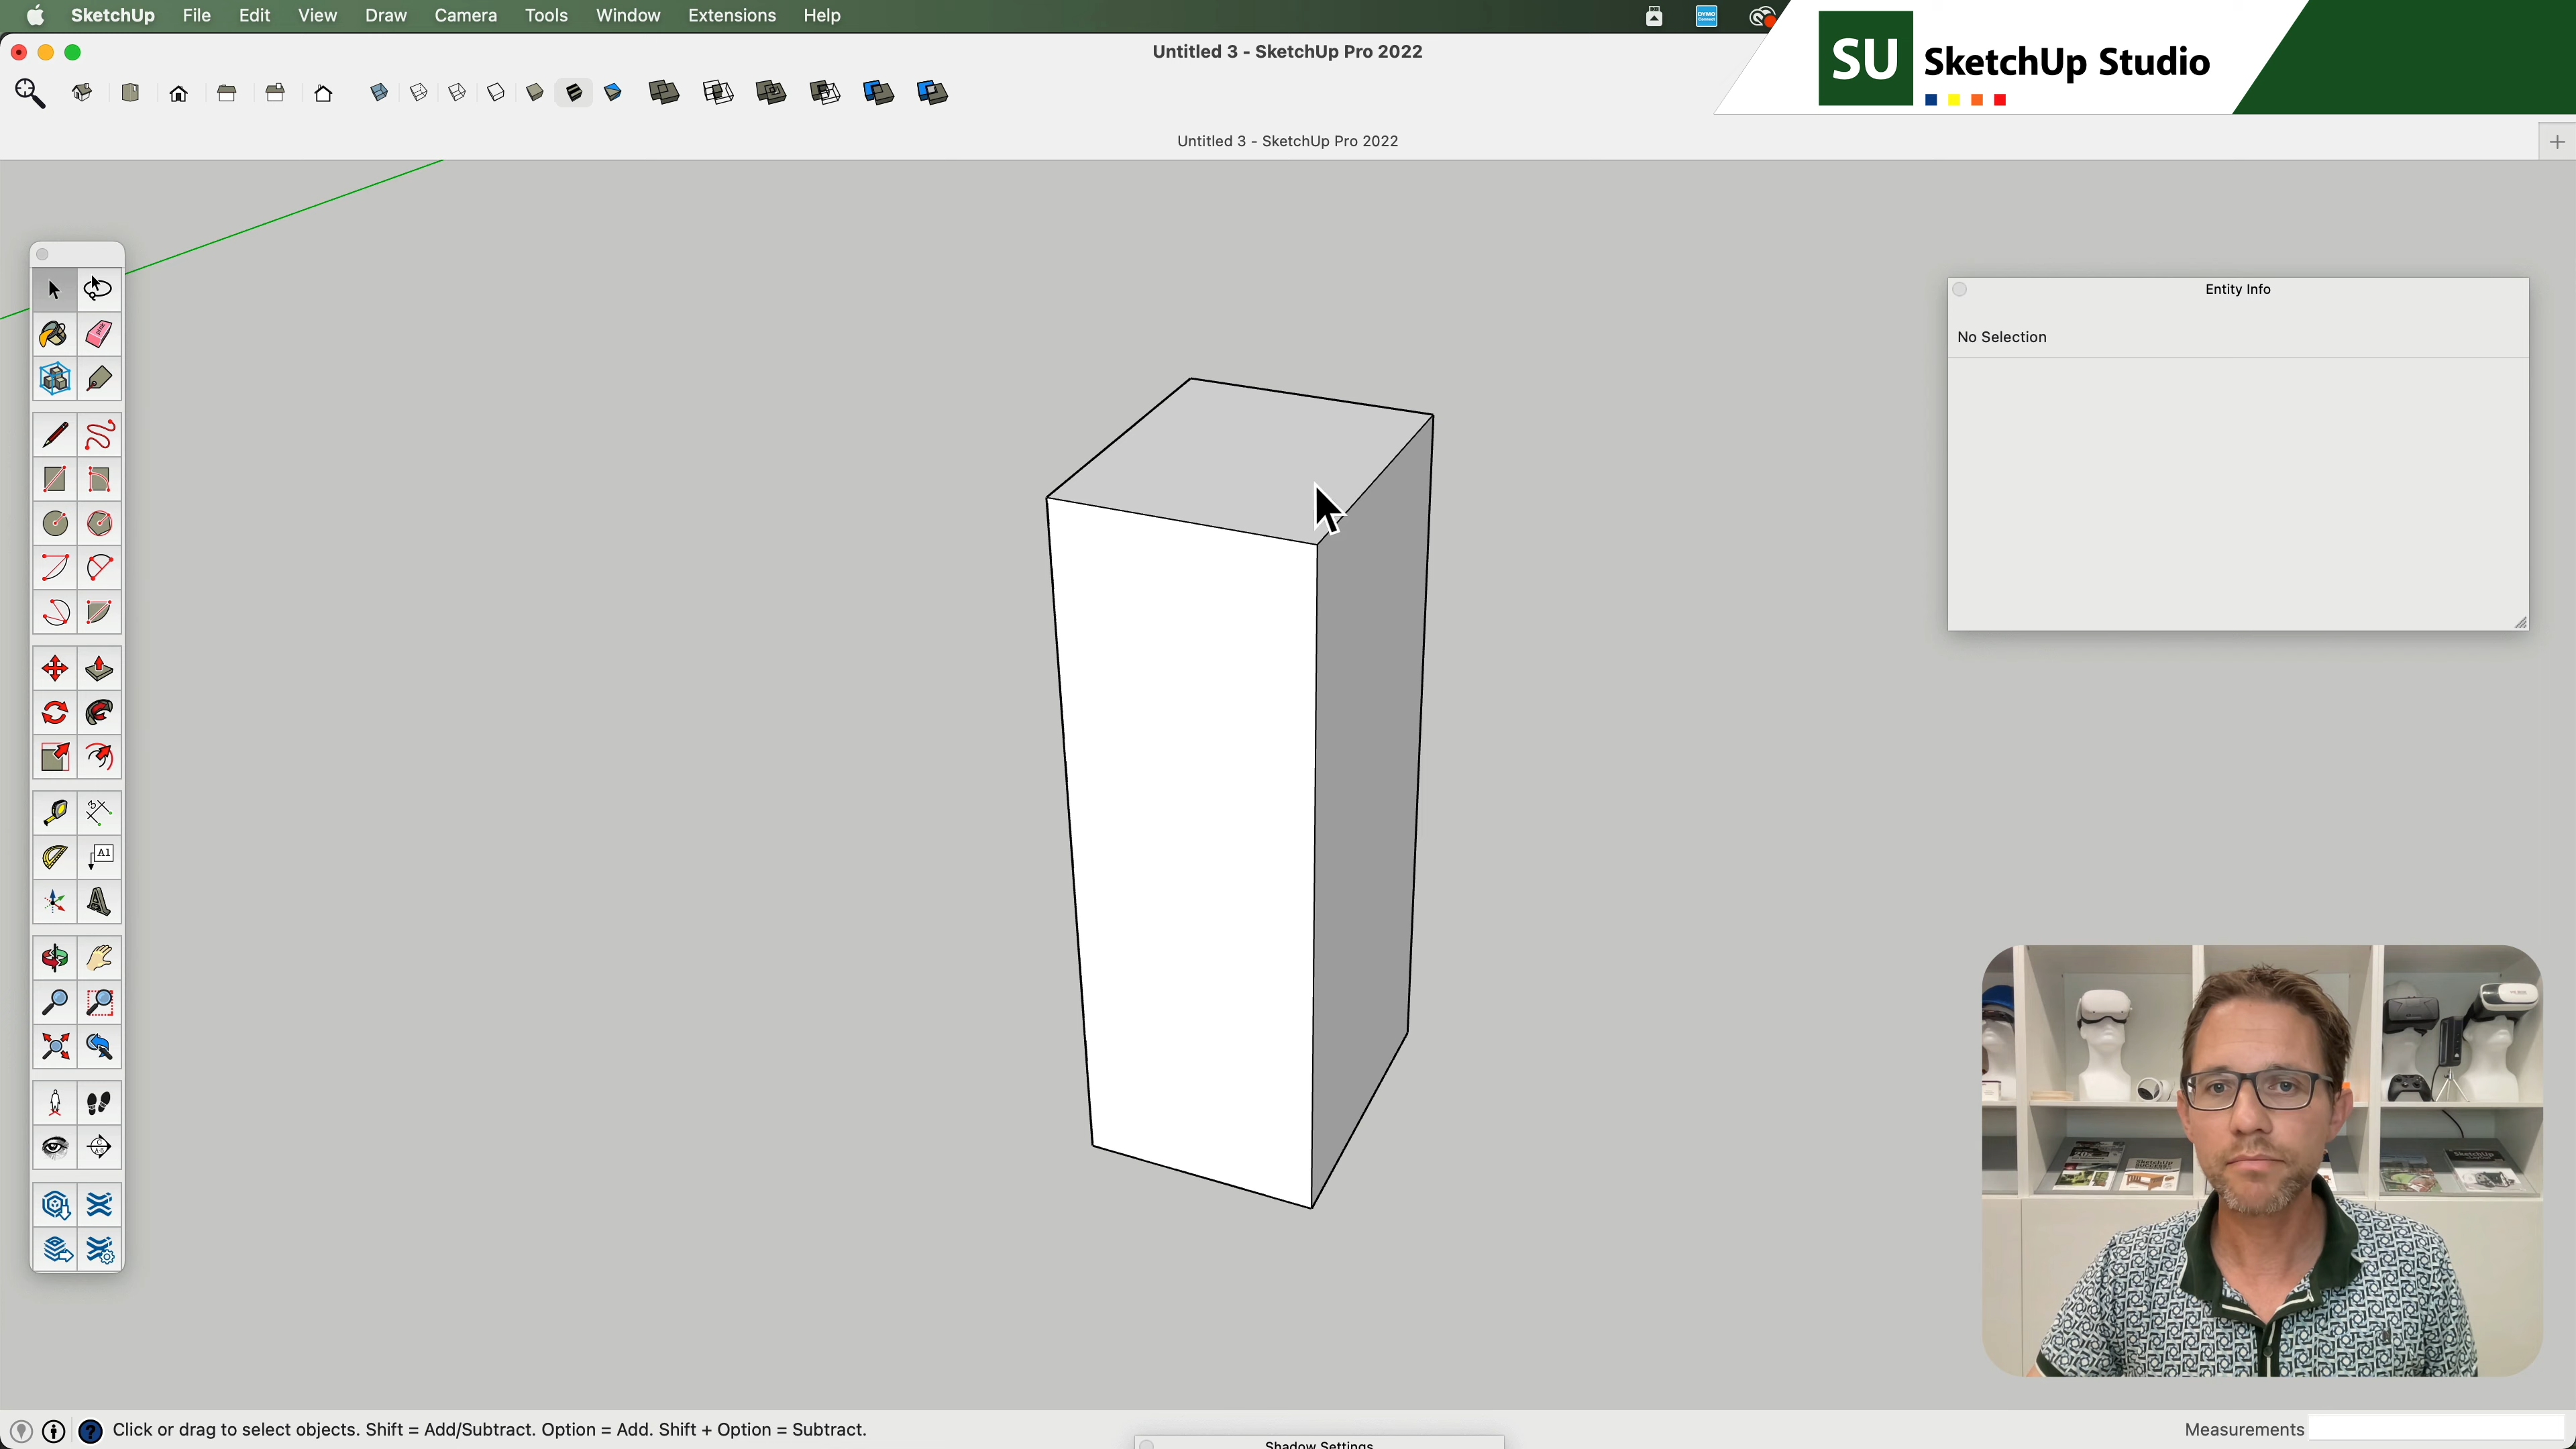 SketchUp File Edit View Draw Camera Tools Window Extensions Help
DYMO
Untitled 3 - SketchUp Pro 2022
SU SketchUp Studio
Untitled 3 - SketchUp Pro 2022
Entity Info
No Selection
A1
Click or drag to select objects. Shift = Add/Subtract. Option = Add. Shift + Option = Subtract.
Measurements
Shadow Settings